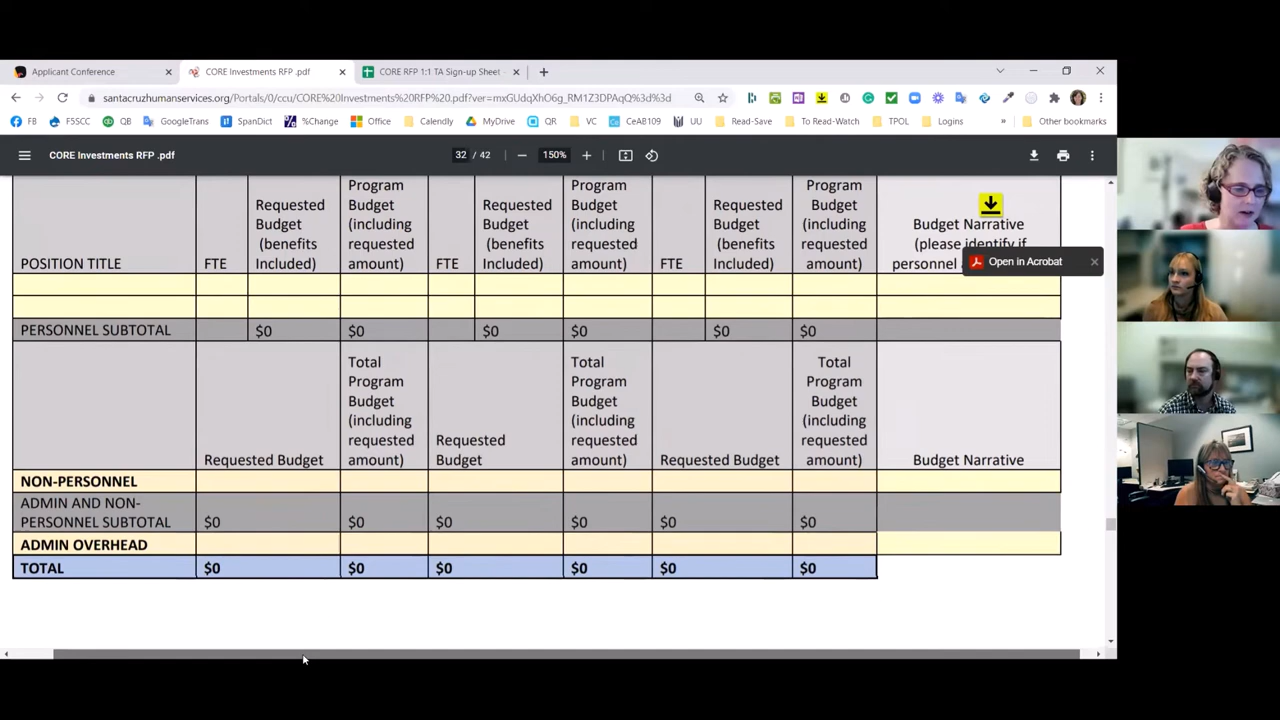 Applicant Conference
CORE Investments RFP .pdf
CORE RFP 1:1 TA Sign-up Sheet -
santacruzhumanservices.org/Portals/0/ccu/CORE%20Investments%20RFP%20.pdf?ver=mxGUdqXhO6g_RM1Z3DPAqQ%3d%3d
FB
F5SCC
QB
GoogleTrans
SpanDict
%Change
Office
Calendly
MyDrive
QR
VC
CeAB109
UU
Read-Save
To Read-Watch
TPOL
Logins
»
Other bookmarks
CORE Investments RFP .pdf
32 / 42
150%
POSITION TITLE
FTE
Requested
Budget
(benefits
Included)
Program
Budget
(including
requested
amount)
FTE
Requested
Budget
(benefits
Included)
Program
Budget
(including
requested
amount)
FTE
Requested
Budget
(benefits
Included)
Program
Budget
(including
requested
amount)
Budget Narrative
(please identify if
personnel
Open in Acrobat
PERSONNEL SUBTOTAL $0 $0 $0 $0 $0 $0
Requested Budget
Total
Program
Budget
(including
requested
amount)
Requested
Budget
Total
Program
Budget
(including
requested
amount)
Requested Budget
Total
Program
Budget
(including
requested
amount)
Budget Narrative
NON-PERSONNEL
ADMIN AND NON-
PERSONNEL SUBTOTAL $0 $0 $0 $0 $0 $0
ADMIN OVERHEAD
TOTAL $0 $0 $0 $0 $0 $0